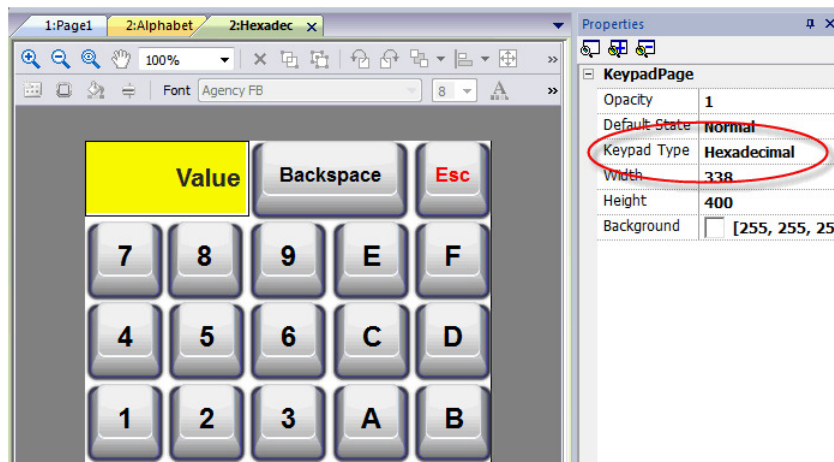 1:Page1 2:Alphabet 2:Hexadec
100%
Font Agency FB 8 A
Value Backspace Esc
7 8 9 E F
4 5 6 C D
1 2 3 A B
Properties
KeypadPage
Opacity 1
Default State Normal
Keypad Type Hexadecimal
Width 338
Height 400
Background [255, 255, 25